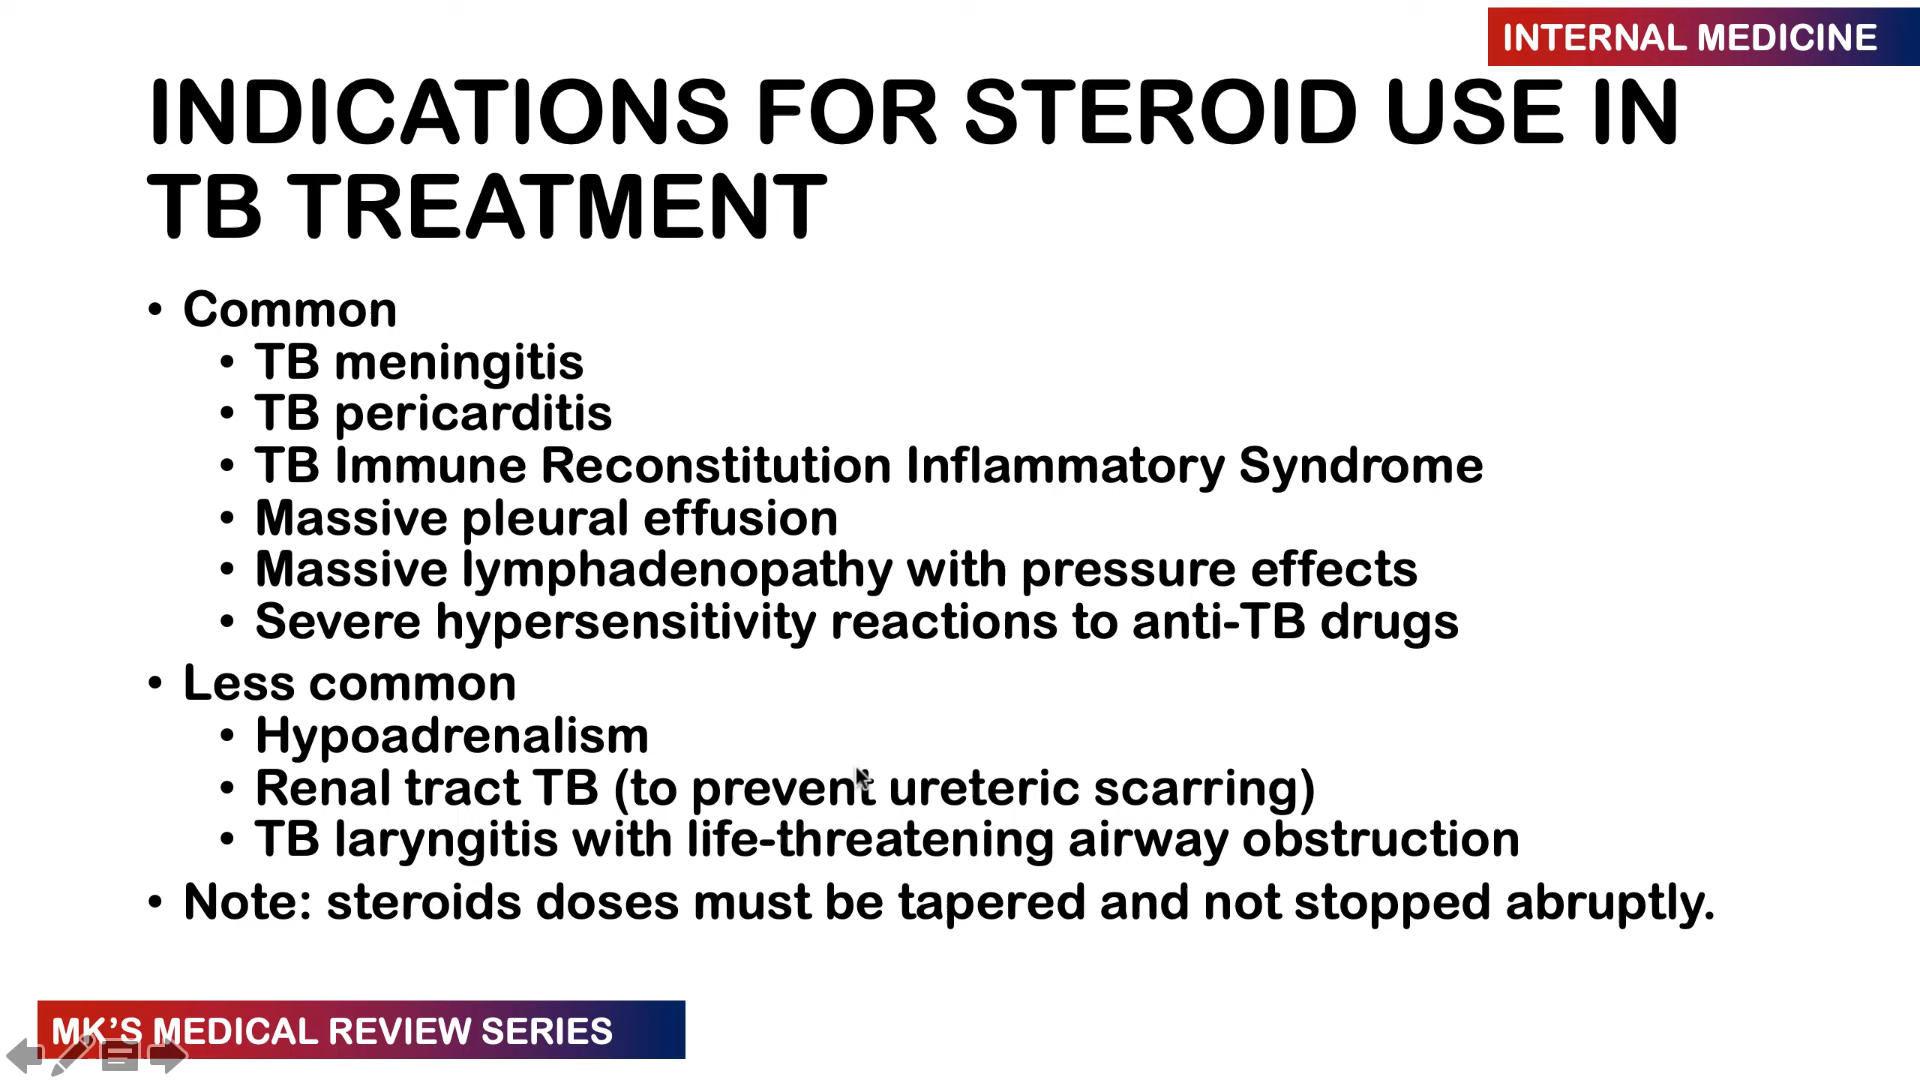 INTERNAL MEDICINE
INDICATIONS FOR STEROID USE IN
TB TREATMENT
• Common
• TB meningitis
• TB pericarditis
• TB Immune Reconstitution Inflammatory Syndrome
• Massive pleural effusion
• Massive lymphadenopathy with pressure effects
• Severe hypersensitivity reactions to anti-TB drugs
• Less common
• Hypoadrenalism
• Renal tract TB (to prevent ureteric scarring)
• TB laryngitis with life-threatening airway obstruction
• Note: steroids doses must be tapered and not stopped abruptly.
MK'S MEDICAL REVIEW SERIES